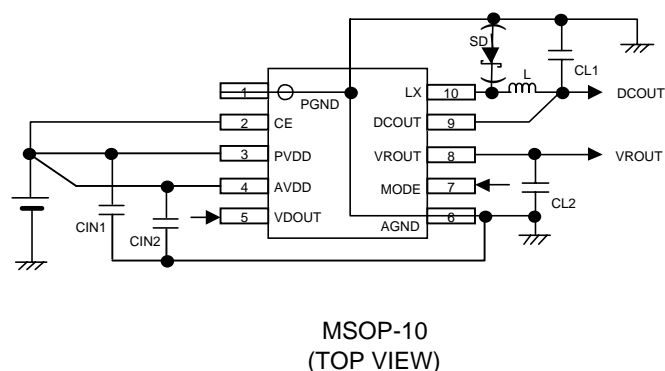 SD
CL1
L
DCOUT
1
PGND
LX
10
2
CE
DCOUT
9
3
PVDD
VROUT
8
VROUT
4
AVDD
MODE
7
CIN1
CIN2
5
VDOUT
AGND
6
CL2
MSOP-10
(TOP VIEW)